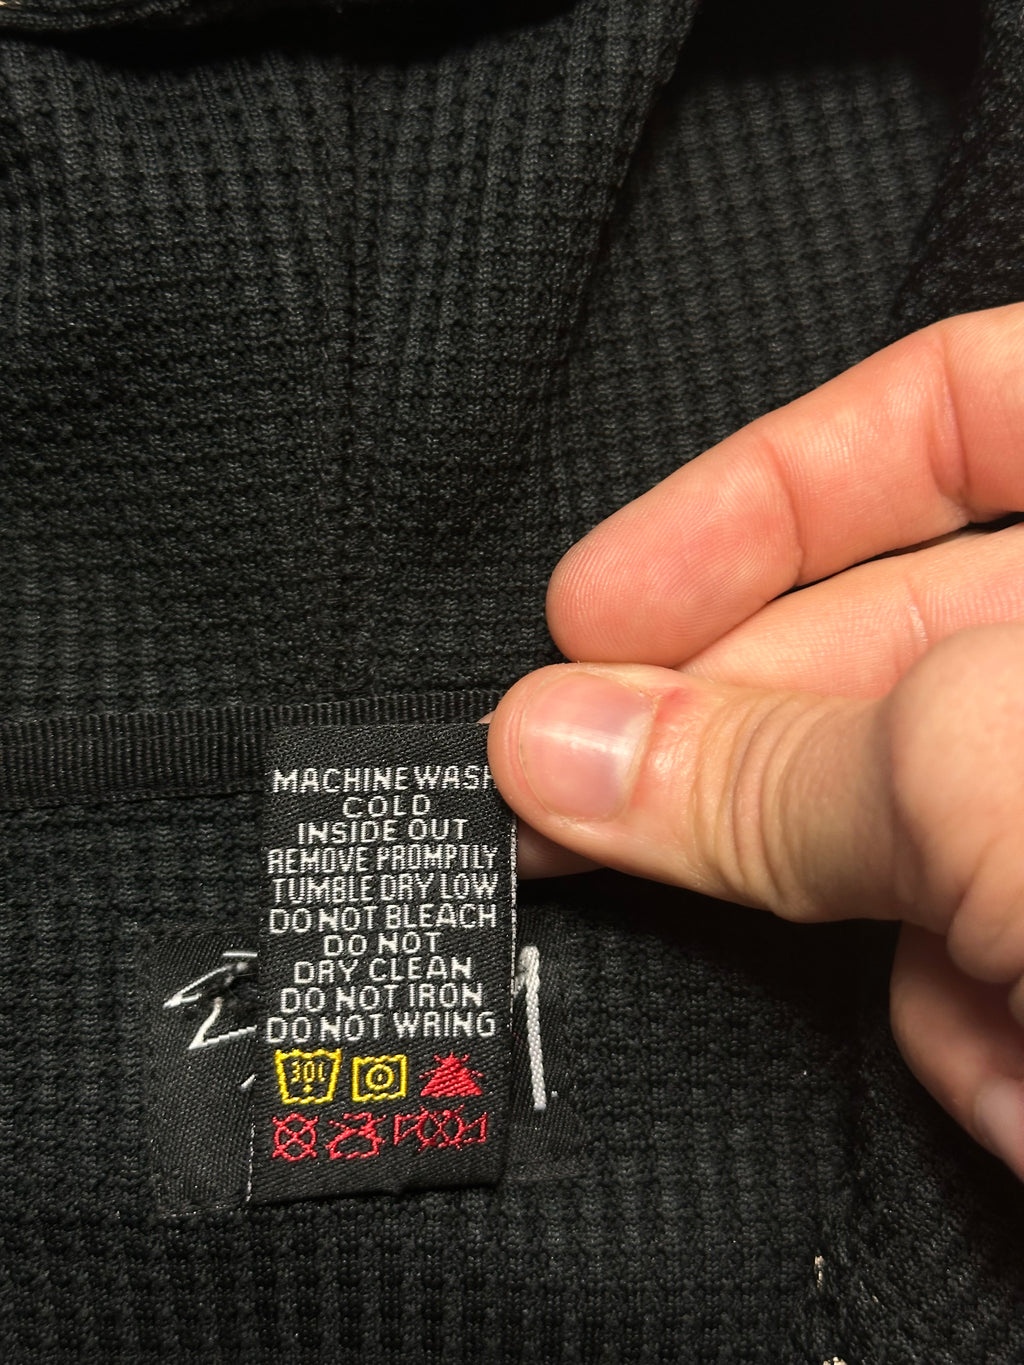 MACHINE WASH
COLD
INSIDE OUT
REMOVE PROMPTLY
TUMBLE DRY LOW
DO NOT BLEACH
DO NOT
DRY CLEAN
DO NOT IRON
DO NOT WRING
30C